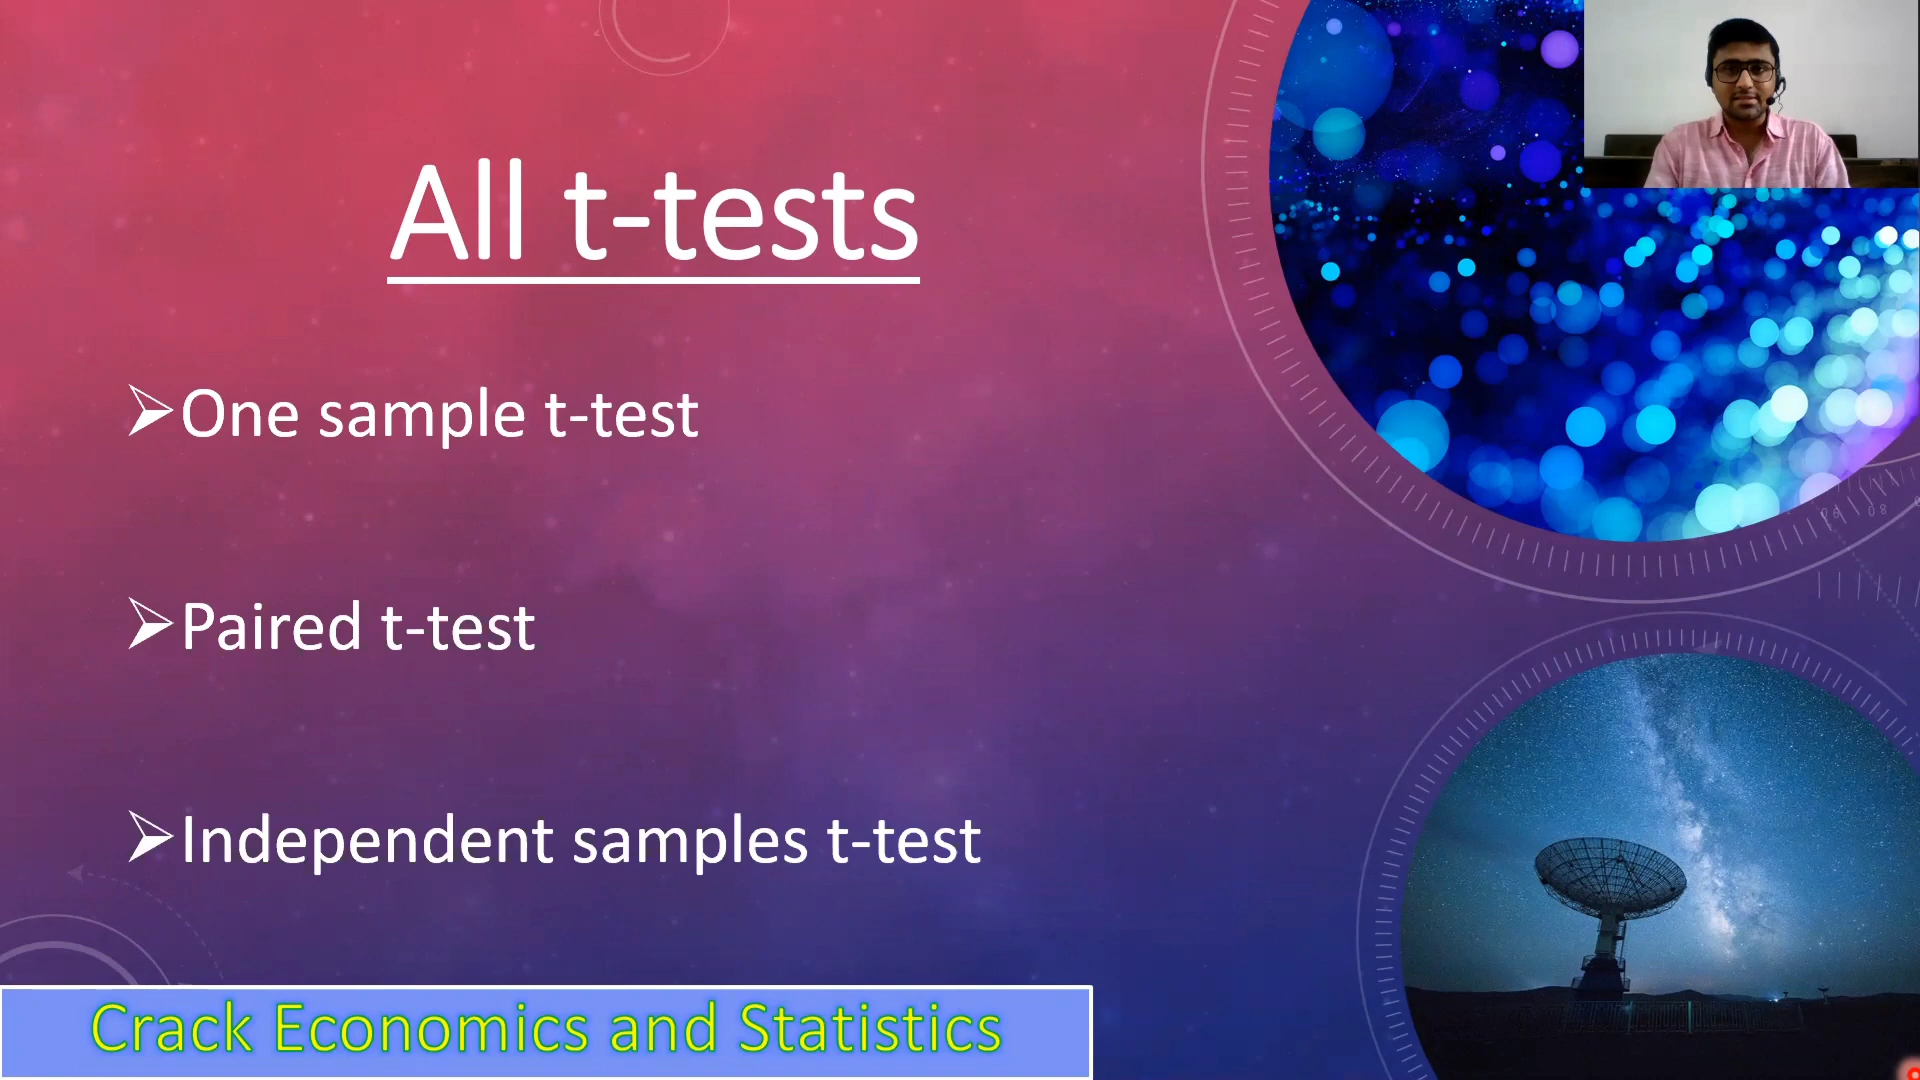 All t-tests
➢One sample t-test
➢Paired t-test
➢Independent samples t-test
Crack Economics and Statistics